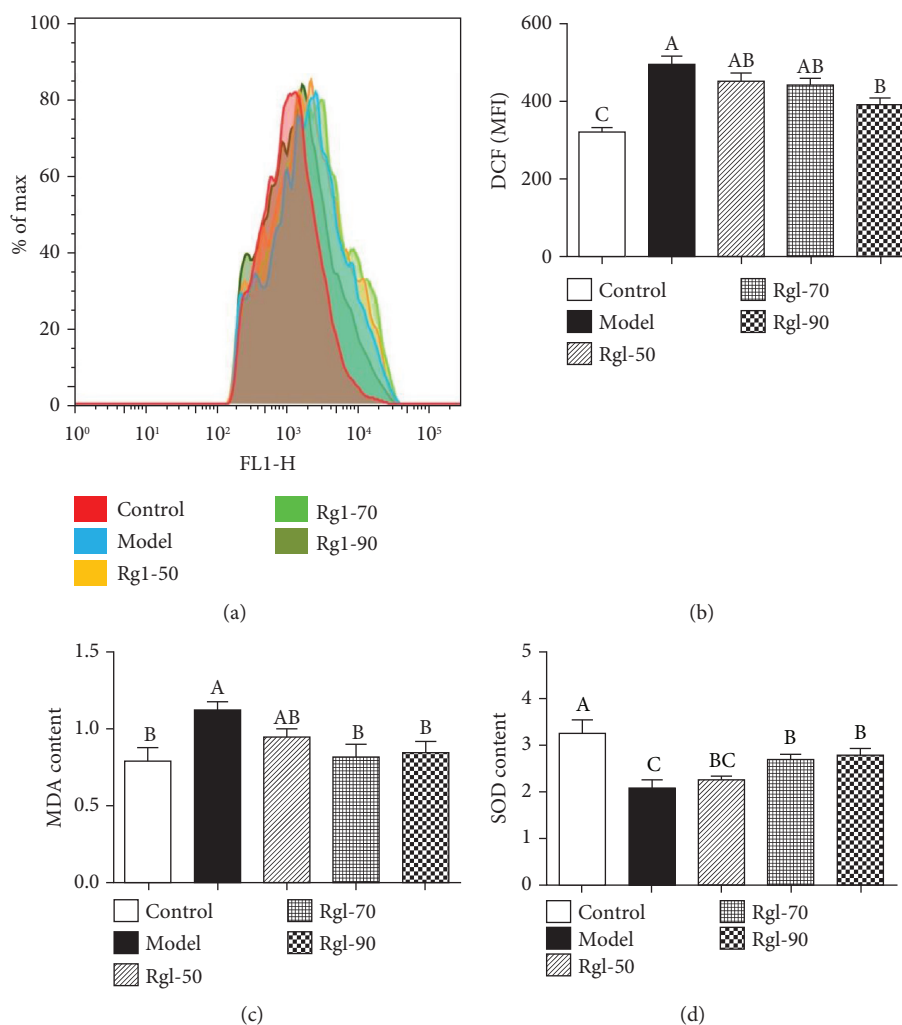 100
80
60
40
20
0
% of max
10⁰ 10¹ 10² 10³ 10⁴ 10⁵
FL1-H
Control
Model
Rg1-50
Rg1-70
Rg1-90
(a)
600
400
200
0
DCF (MFI)
C
A
AB
AB
B
Control
Model
Rgl-50
Rgl-70
Rgl-90
(b)
1.5
1.0
0.5
0.0
MDA content
B
A
AB
B
B
Control
Model
Rgl-50
Rgl-70
Rgl-90
(c)
5
4
3
2
1
0
SOD content
A
C
BC
B
B
Control
Model
Rgl-50
Rgl-70
Rgl-90
(d)